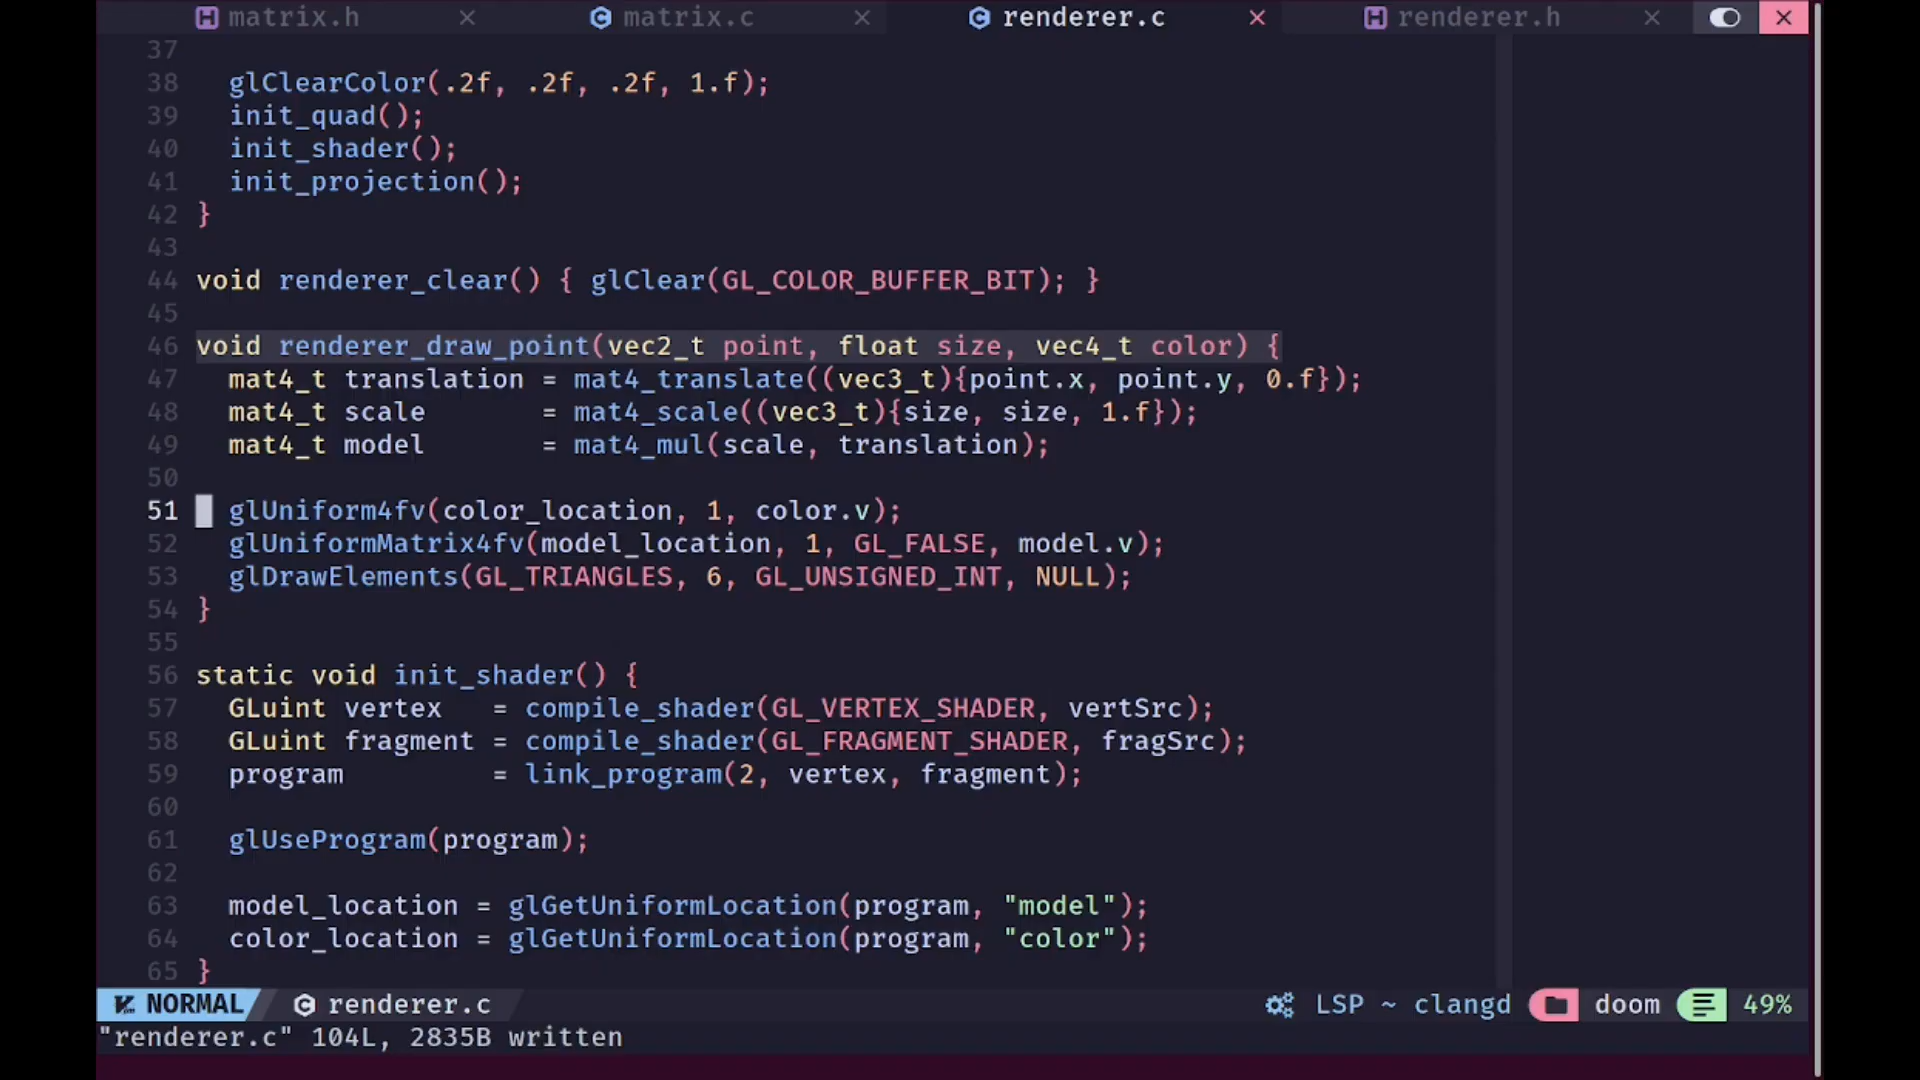 matrix.h
matrix.c
renderer.c
renderer.h
37
38   glClearColor(.2f, .2f, .2f, 1.f);
39   init_quad();
40   init_shader();
41   init_projection();
42 }
43
44 void renderer_clear() { glClear(GL_COLOR_BUFFER_BIT); }
45
46 void renderer_draw_point(vec2_t point, float size, vec4_t color) {
47   mat4_t translation = mat4_translate((vec3_t){point.x, point.y, 0.f});
48   mat4_t scale       = mat4_scale((vec3_t){size, size, 1.f});
49   mat4_t model       = mat4_mul(scale, translation);
50
51   glUniform4fv(color_location, 1, color.v);
52   glUniformMatrix4fv(model_location, 1, GL_FALSE, model.v);
53   glDrawElements(GL_TRIANGLES, 6, GL_UNSIGNED_INT, NULL);
54 }
55
56 static void init_shader() {
57   GLuint vertex   = compile_shader(GL_VERTEX_SHADER, vertSrc);
58   GLuint fragment = compile_shader(GL_FRAGMENT_SHADER, fragSrc);
59   program         = link_program(2, vertex, fragment);
60
61   glUseProgram(program);
62
63   model_location = glGetUniformLocation(program, "model");
64   color_location = glGetUniformLocation(program, "color");
65 }
NORMAL renderer.c LSP ~ clangd doom 49%
"renderer.c" 104L, 2835B written